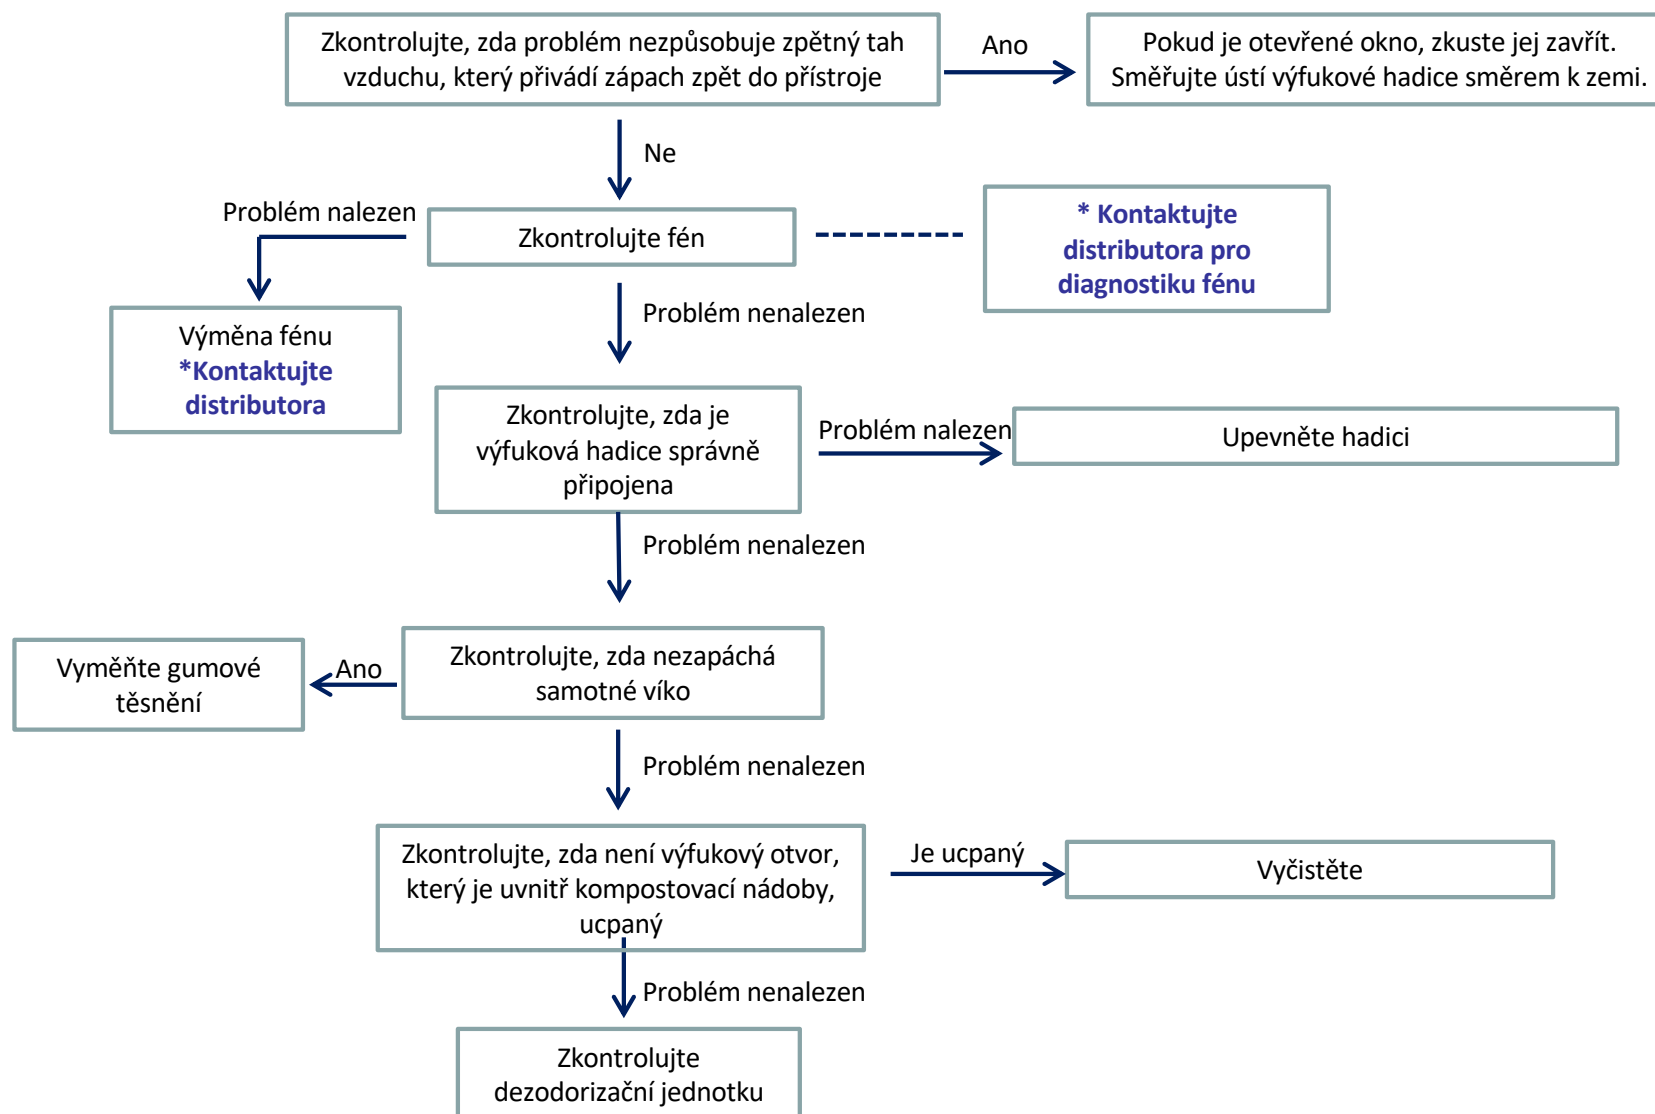 Zkontrolujte, zda problém nezpůsobuje zpětný tah
vzduchu, který přivádí zápach zpět do přístroje
Ano
Pokud je otevřené okno, zkuste jej zavřít.
Směřujte ústí výfukové hadice směrem k zemi.
Ne
Problém nalezen
Zkontrolujte fén
* Kontaktujte
distributora pro
diagnostiku fénu
Výměna fénu
*Kontaktujte
distributora
Problém nenalezen
Zkontrolujte, zda je
výfuková hadice správně
připojena
Problém nalezen
Upevněte hadici
Problém nenalezen
Zkontrolujte, zda nezapáchá
samotné víko
Ano
Vyměňte gumové
těsnění
Problém nenalezen
Zkontrolujte, zda není výfukový otvor,
který je uvnitř kompostovací nádoby,
ucpaný
Je ucpaný
Vyčistěte
Problém nenalezen
Zkontrolujte
dezodorizační jednotku